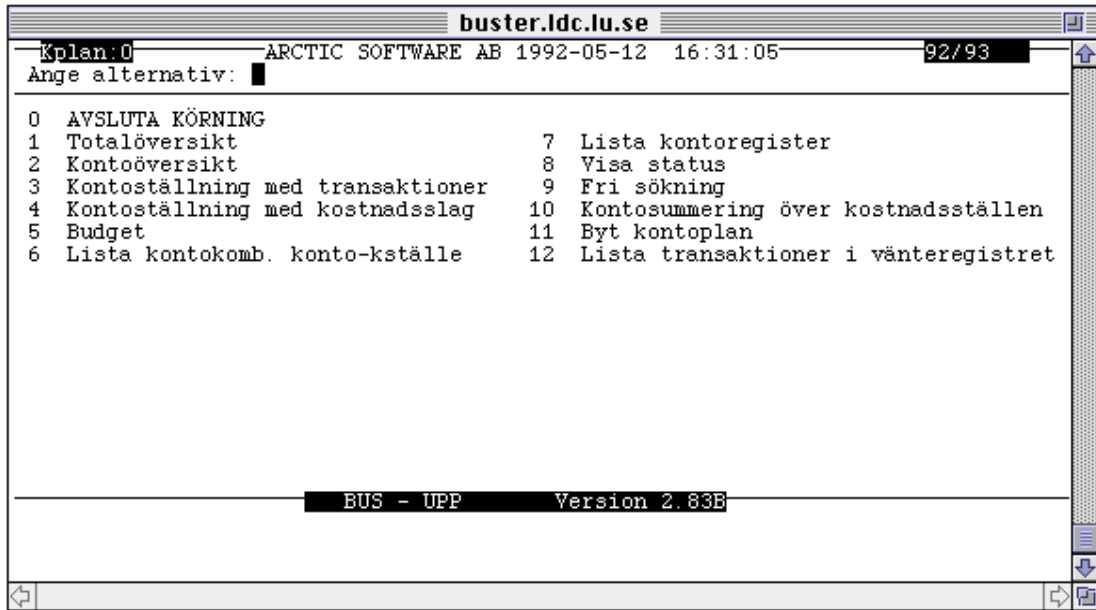 buster.ldc.lu.se
Kplan:0 ARCTIC SOFTWARE AB 1992-05-12 16:31:05 92/93
Ange alternativ:
0 AVSLUTA KÖRNING
1 Totalöversikt 7 Lista kontoregister
2 Kontoöversikt 8 Visa status
3 Kontoställning med transaktioner 9 Fri sökning
4 Kontoställning med kostnadsslag 10 Kontosummering över kostnadsställen
5 Budget 11 Byt kontoplan
6 Lista kontokomb. konto-kställe 12 Lista transaktioner i vänteregistret
BUS - UPP Version 2.83B